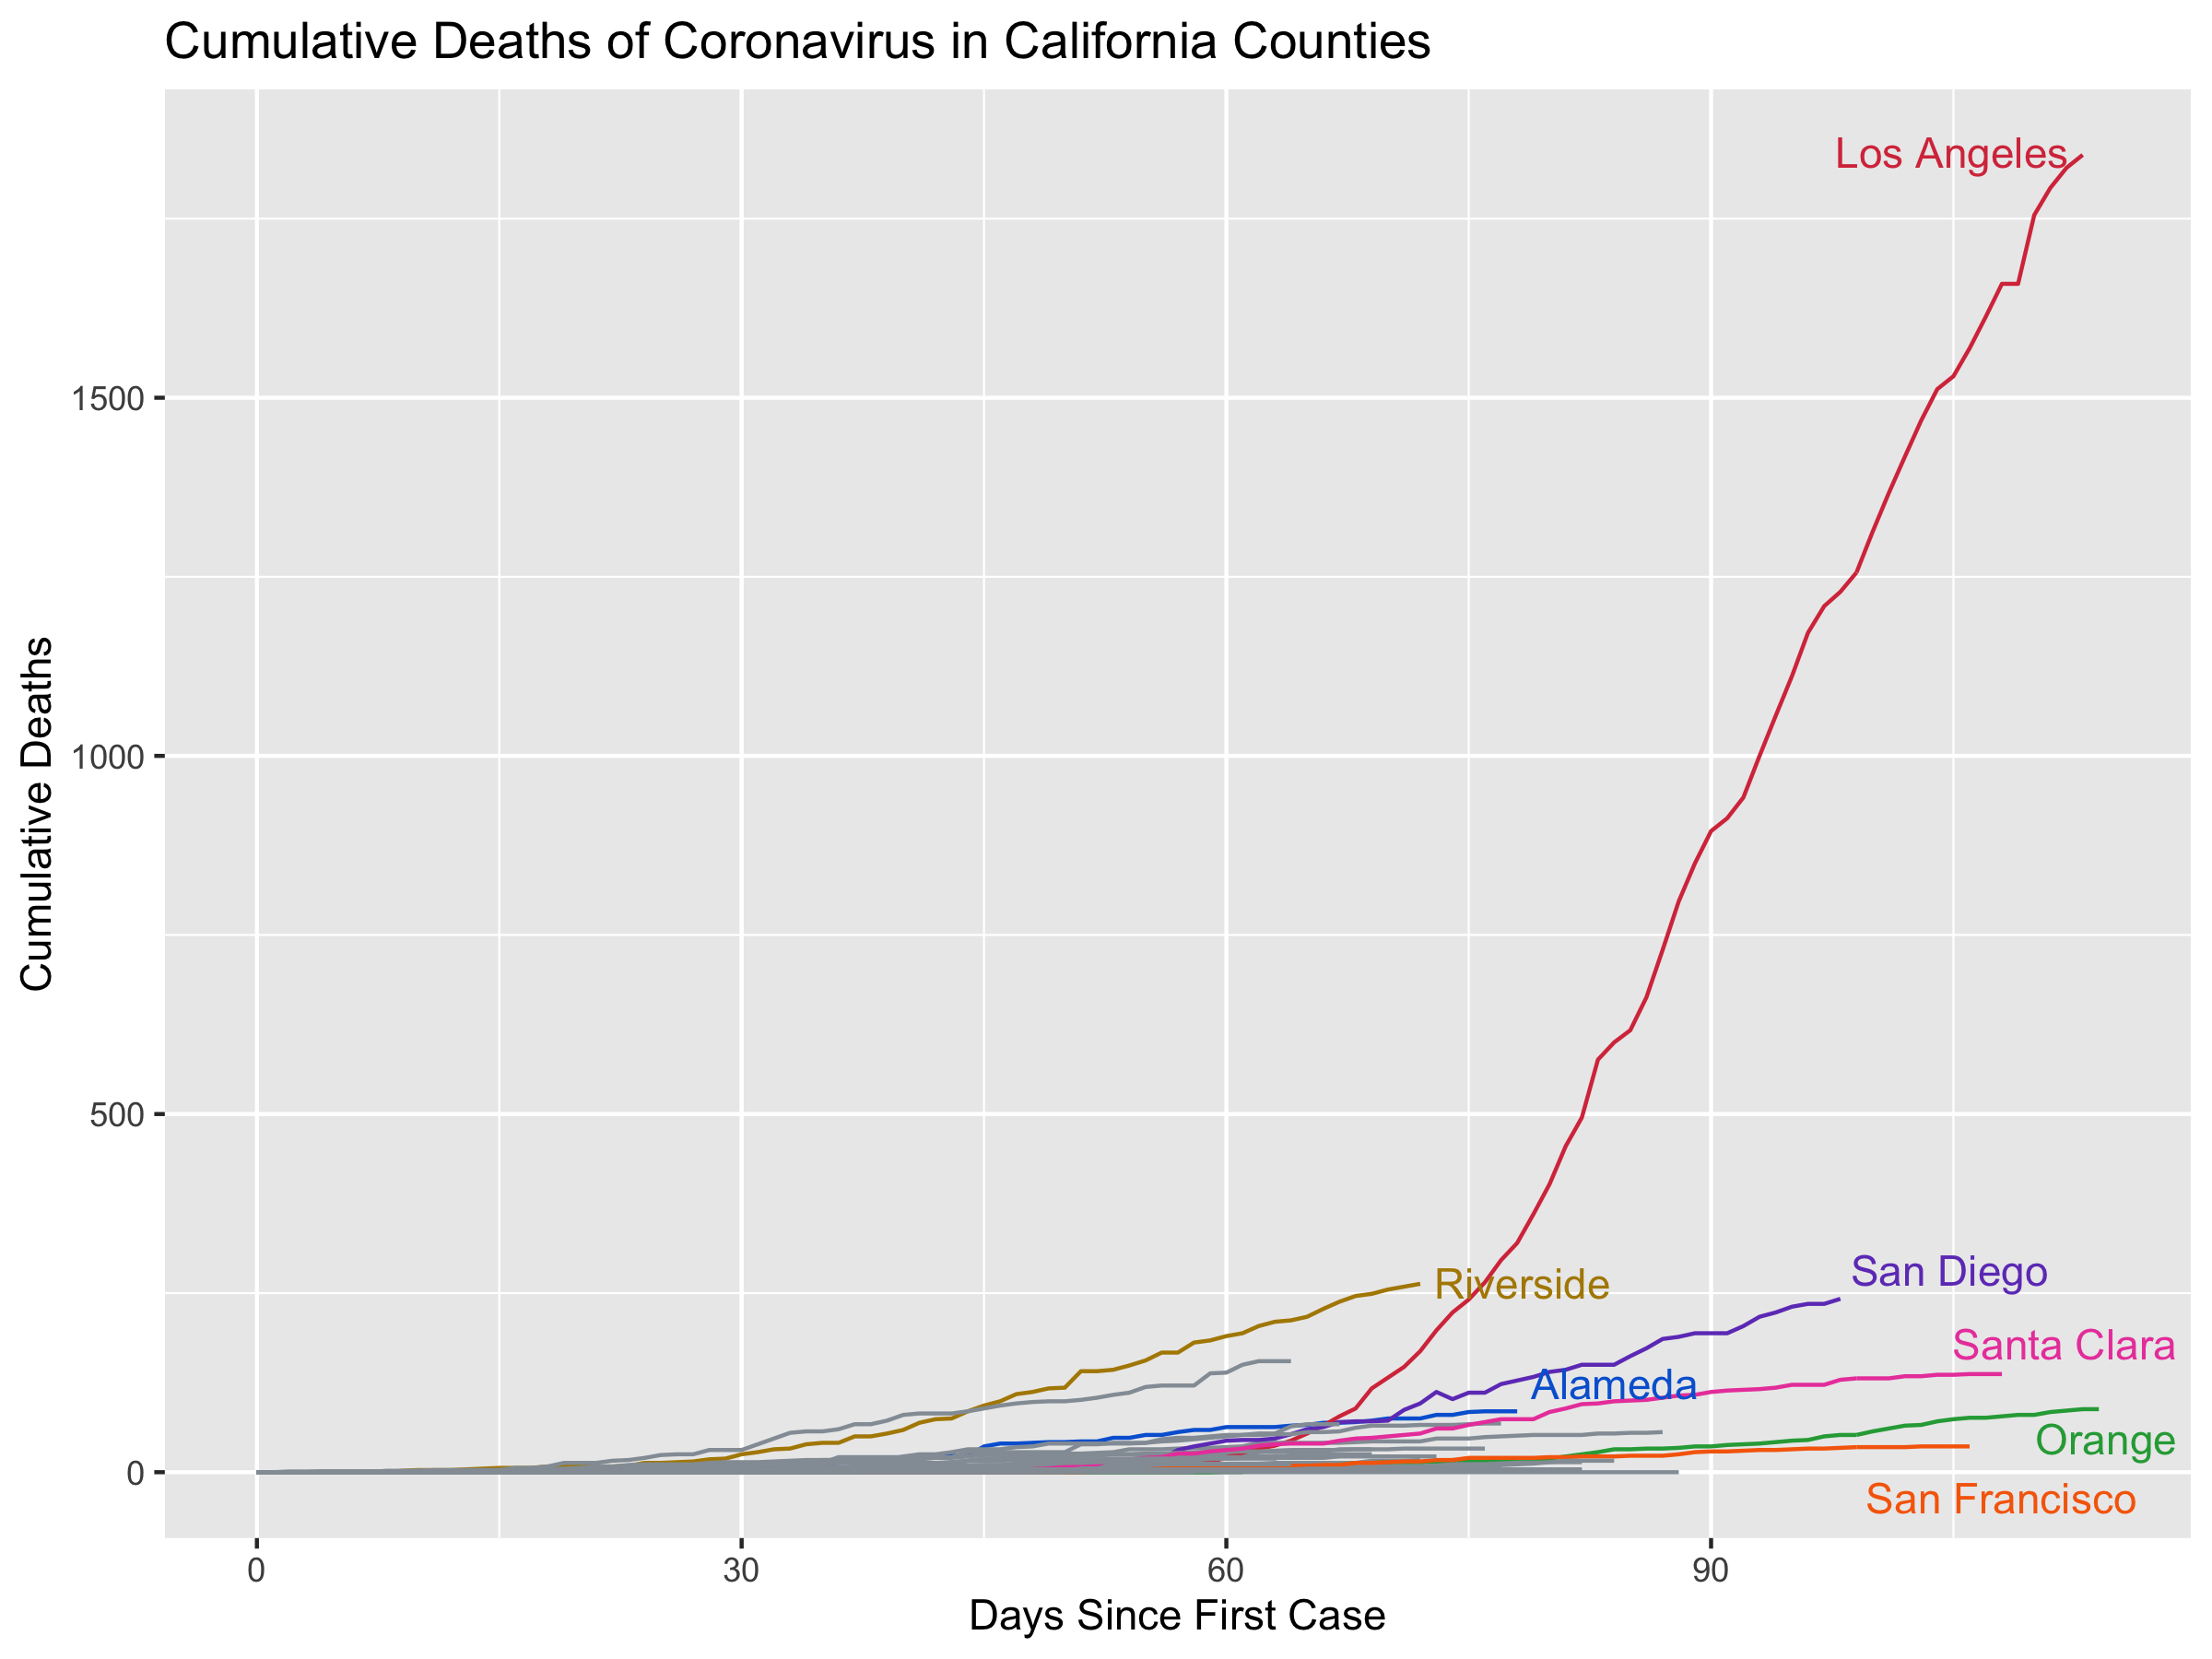 Cumulative Deaths of Coronavirus in California Counties
Los Angeles
1500
1000
Cumulative Deaths
500
Riverside
San Diego
Santa Clara
Alameda
Orange
0
San Francisco
0 30 60 90
Days Since First Case